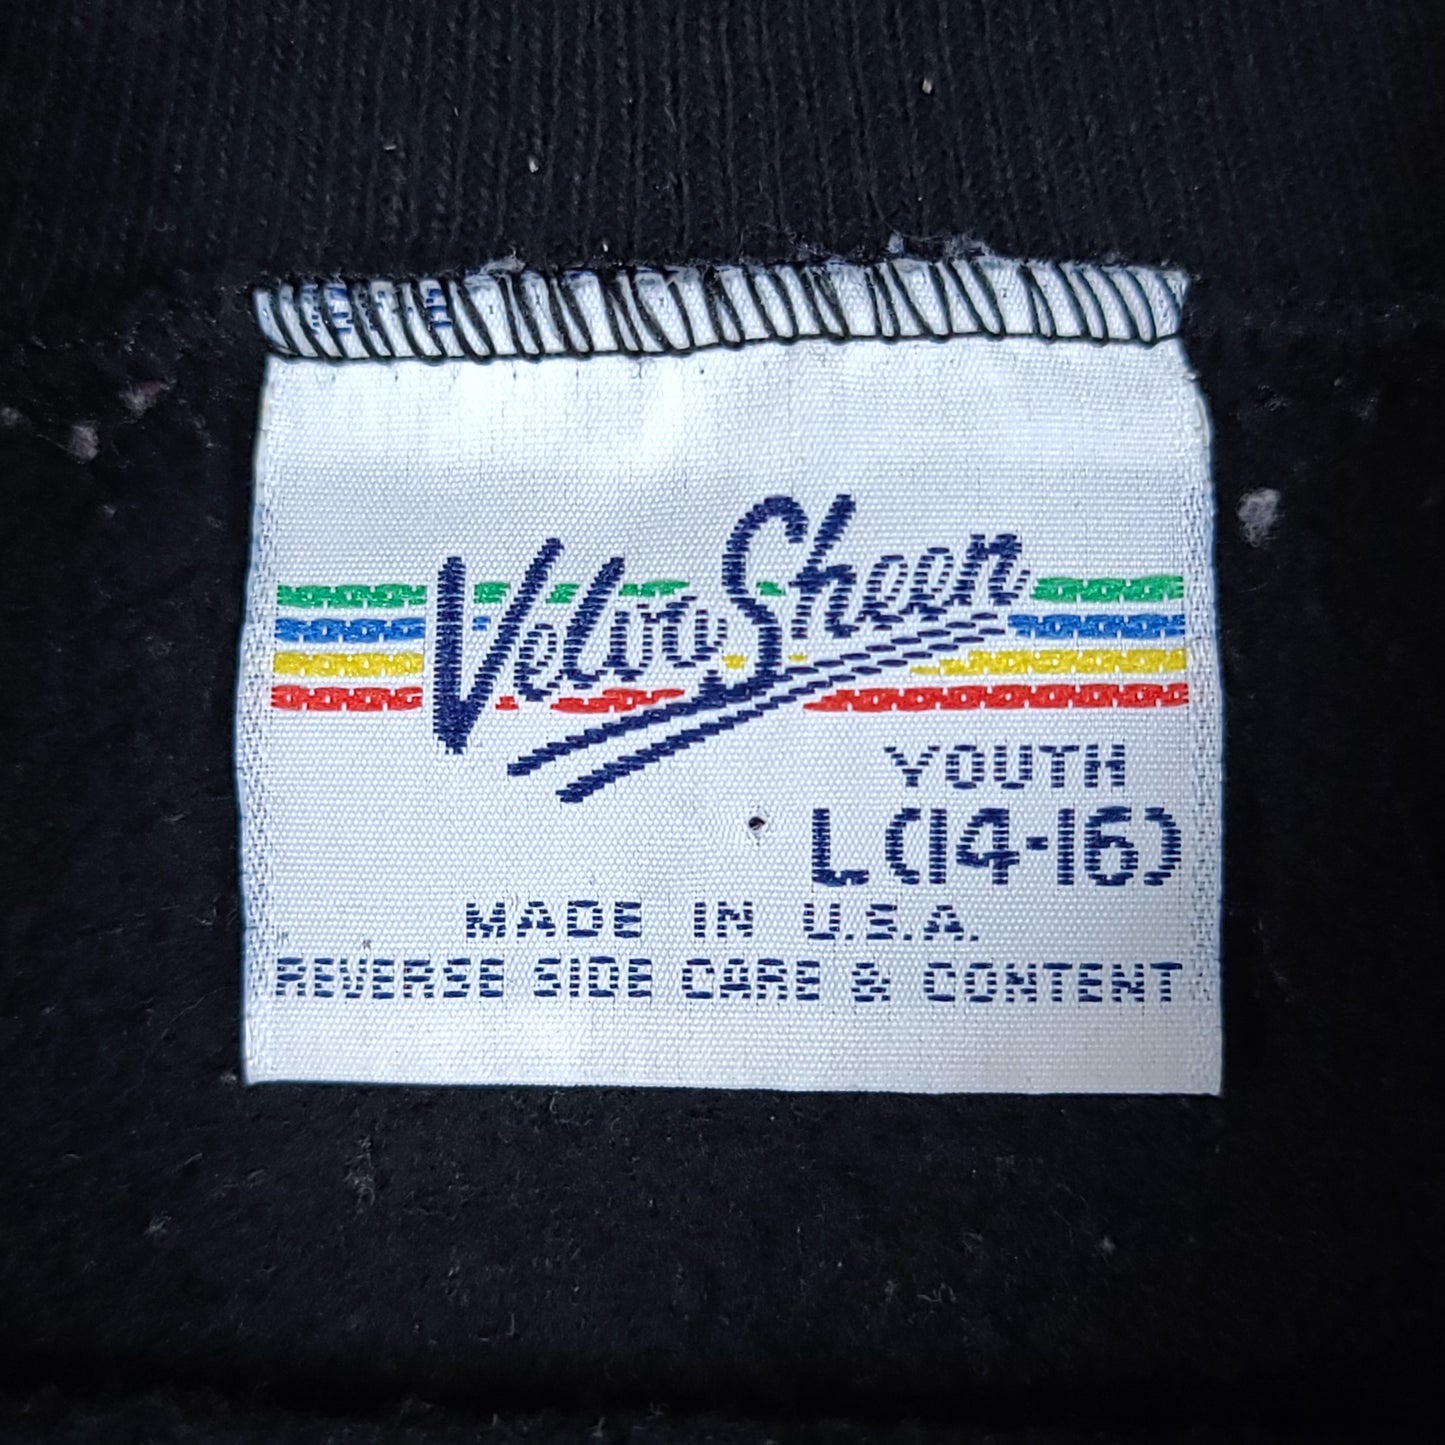 Velva Sheen
YOUTH
L (14-16)
MADE IN U.S.A.
REVERSE SIDE CARE & CONTENT